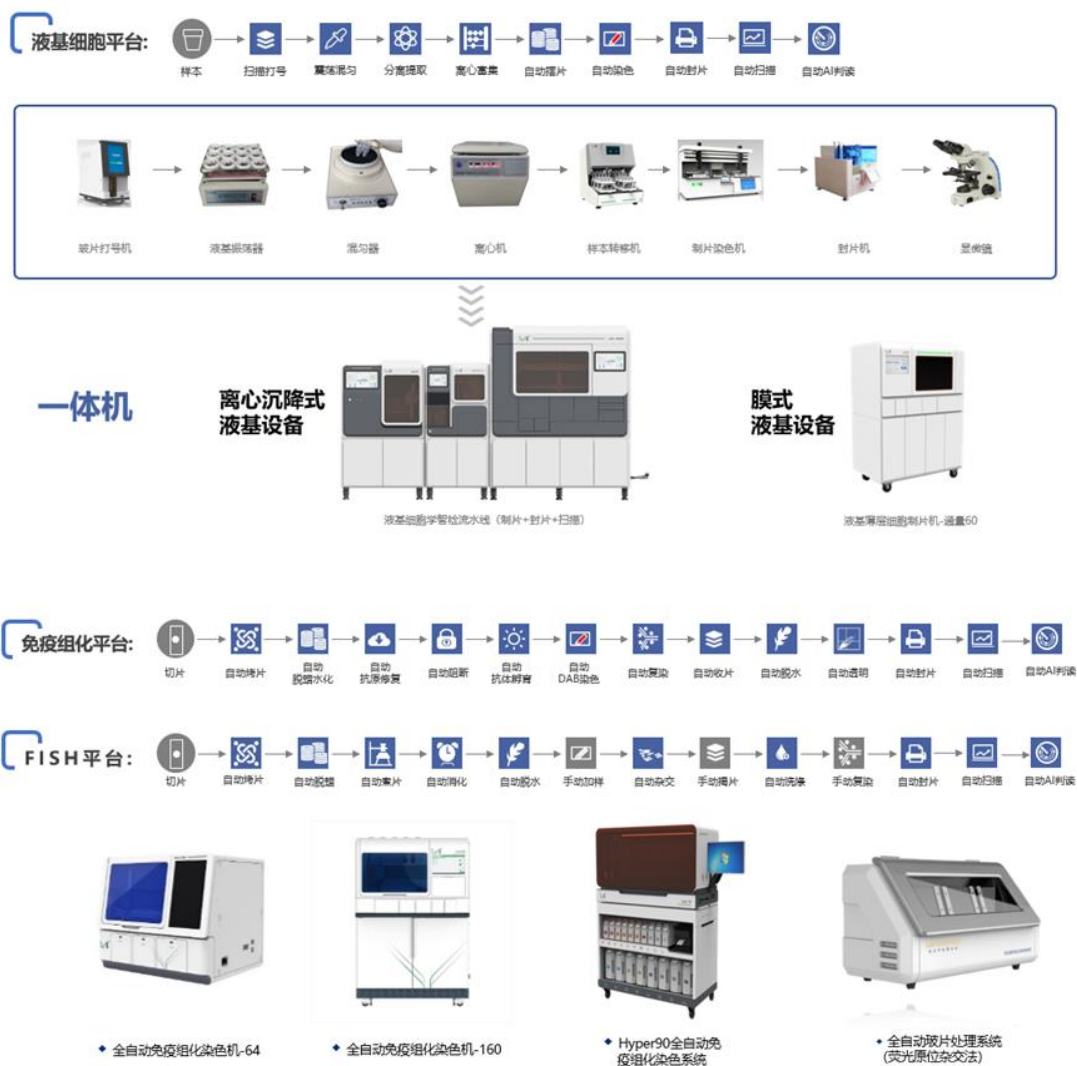 液基细胞平台:
样本
扫描打号
震荡混匀
分离提取
离心富集
自动摆片
自动染色
自动封片
自动扫描
自动AI判读
玻片打号机
液基振荡器
混匀器
离心机
样本转移机
制片染色机
封片机
显微镜
一体机
离心沉降式
液基设备
膜式
液基设备
液基细胞学智检流水线（制片+封片+扫描）
液基薄层细胞制片机-通量60
免疫组化平台:
切片
自动烤片
自动
脱蜡水化
自动
抗原修复
自动阻断
自动
抗体孵育
自动
DAB染色
自动复染
自动收片
自动脱水
自动透明
自动封片
自动扫描
自动AI判读
FISH平台:
切片
自动烤片
自动脱蜡
自动煮片
自动消化
自动脱水
手动加样
自动杂交
手动揭片
自动洗涤
手动复染
自动封片
自动扫描
自动AI判读
◆ 全自动免疫组化染色机-64
◆ 全自动免疫组化染色机-160
◆ Hyper90全自动免
疫组化染色系统
◆ 全自动玻片处理系统
(荧光原位杂交法)